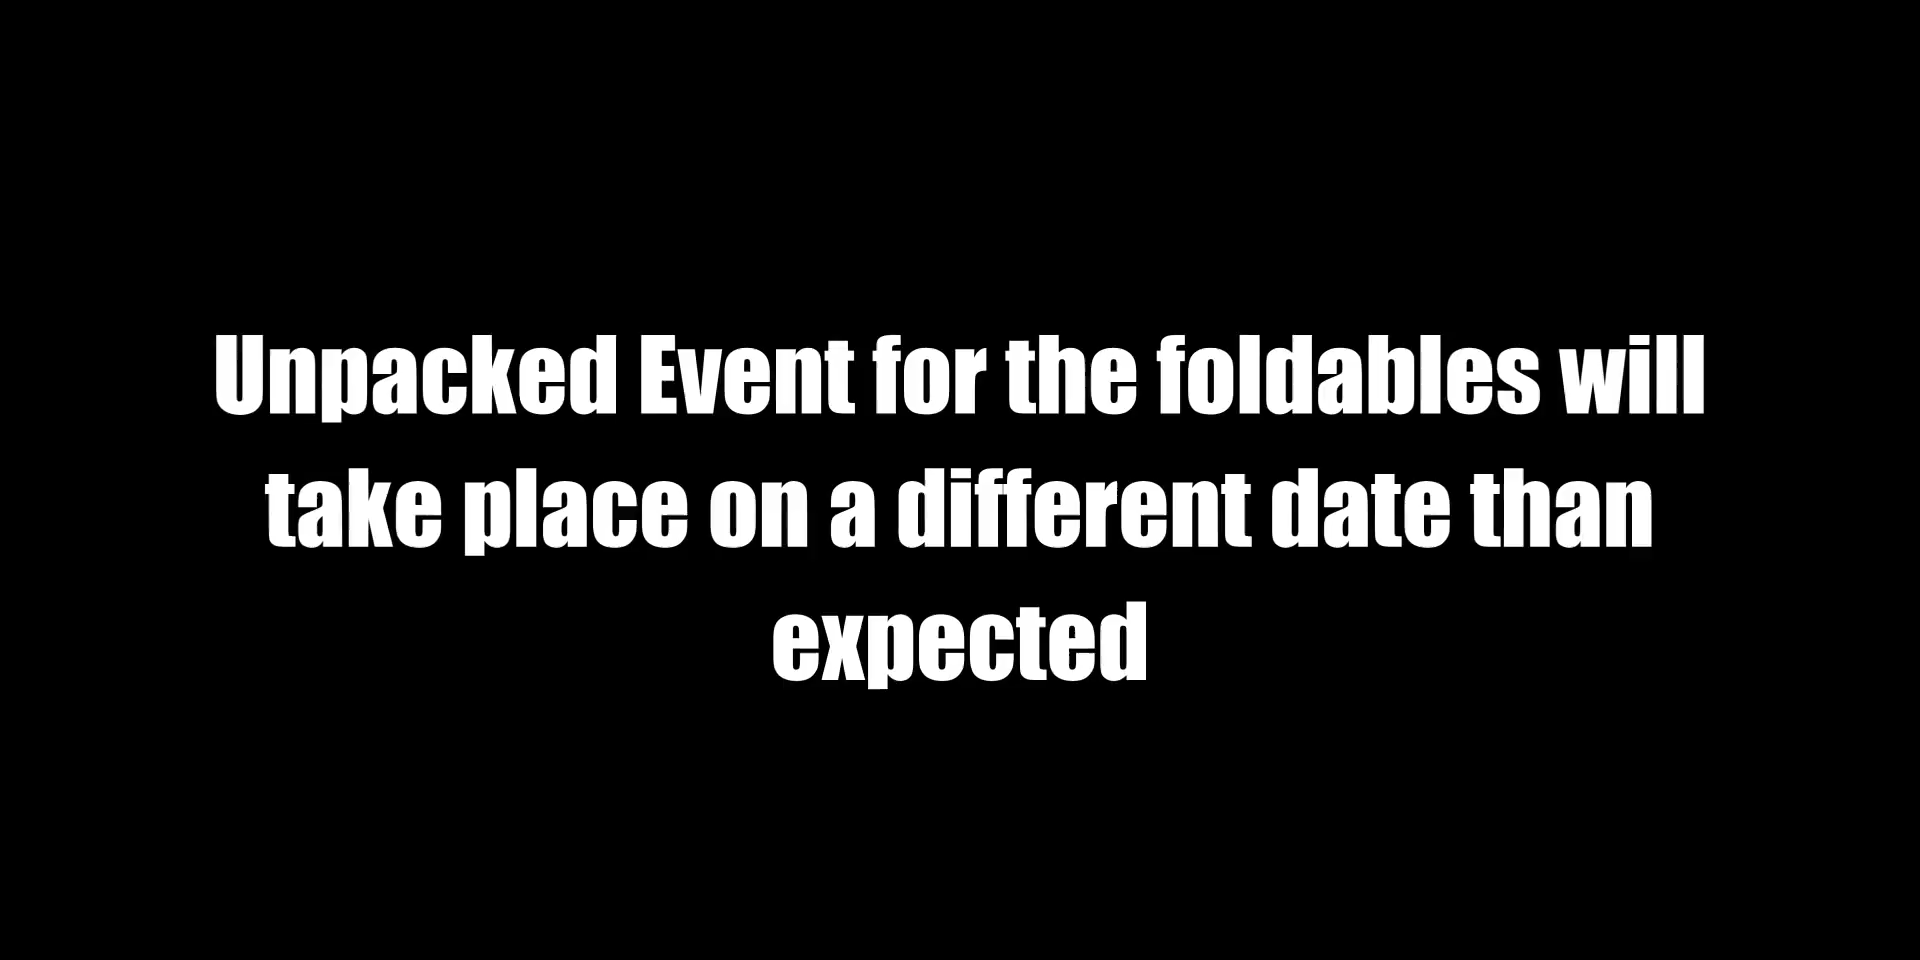 Unpacked Event for the foldables will
take place on a different date than
expected